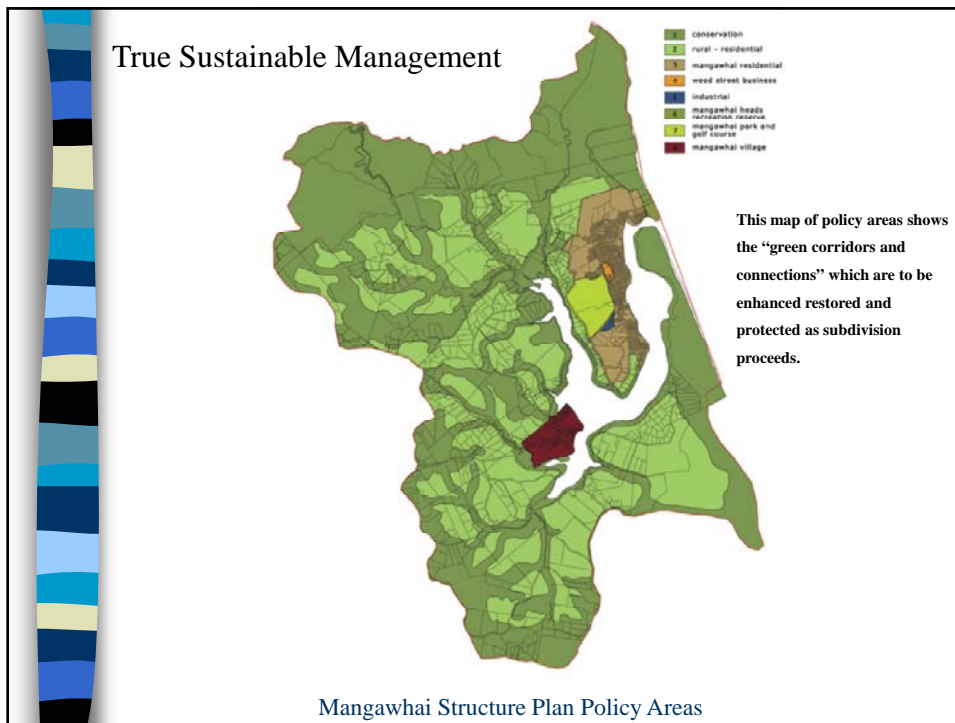 True Sustainable Management
1 conservation
2 rural - residential
3 mangawhai residential
4 wood street business
industrial
6 mangawhai heads
recreation reserve
7 mangawhai park and
golf course
mangawhai village
This map of policy areas shows
the “green corridors and
connections” which are to be
enhanced restored and
protected as subdivision
proceeds.
Mangawhai Structure Plan Policy Areas